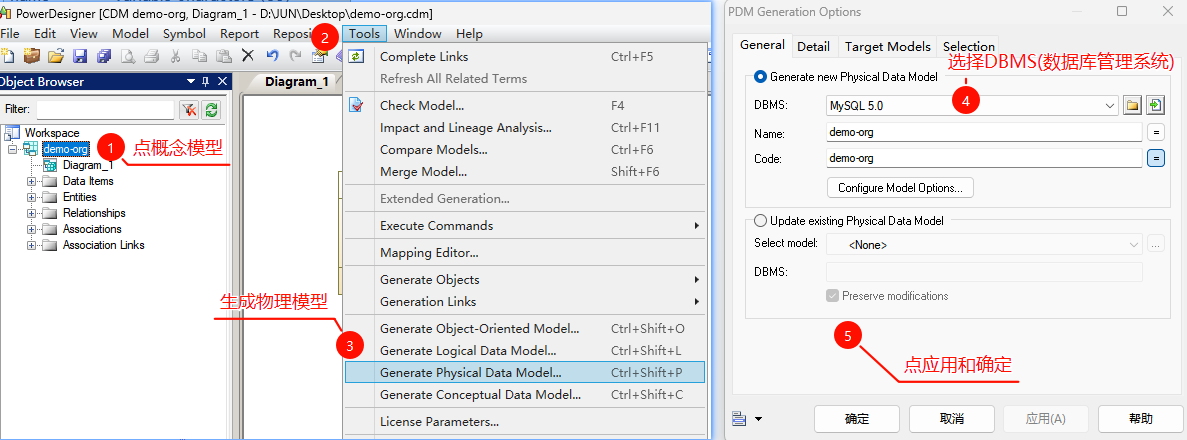 PowerDesigner [CDM demo-org, Diagram_1 - D:\JUN\Desktop\demo-org.cdm]
File Edit View Model Symbol Report Tools Window Help
2
Object Browser
Filter:
Workspace
demo-org
Diagram_1
Data Items
Entities
Relationships
Associations
Association Links
1
点概念模型
Diagram_1
Complete Links Ctrl+F5
Refresh All Related Terms
Check Model... F4
Impact and Lineage Analysis... Ctrl+F11
Compare Models... Ctrl+F6
Merge Model... Shift+F6
Extended Generation...
Execute Commands
Mapping Editor...
Generate Objects
Generation Links
Generate Object-Oriented Model... Ctrl+Shift+O
Generate Logical Data Model... Ctrl+Shift+L
Generate Physical Data Model... Ctrl+Shift+P
Generate Conceptual Data Model... Ctrl+Shift+C
License Parameters...
生成物理模型
3
PDM Generation Options
General Detail Target Models Selection
选择DBMS(数据库管理系统)
4
Generate new Physical Data Model
DBMS: MySQL 5.0
Name: demo-org =
Code: demo-org =
Configure Model Options...
Update existing Physical Data Model
Select model: <None> ...
DBMS:
Preserve modifications
5
点应用和确定
确定 取消 应用(A) 帮助